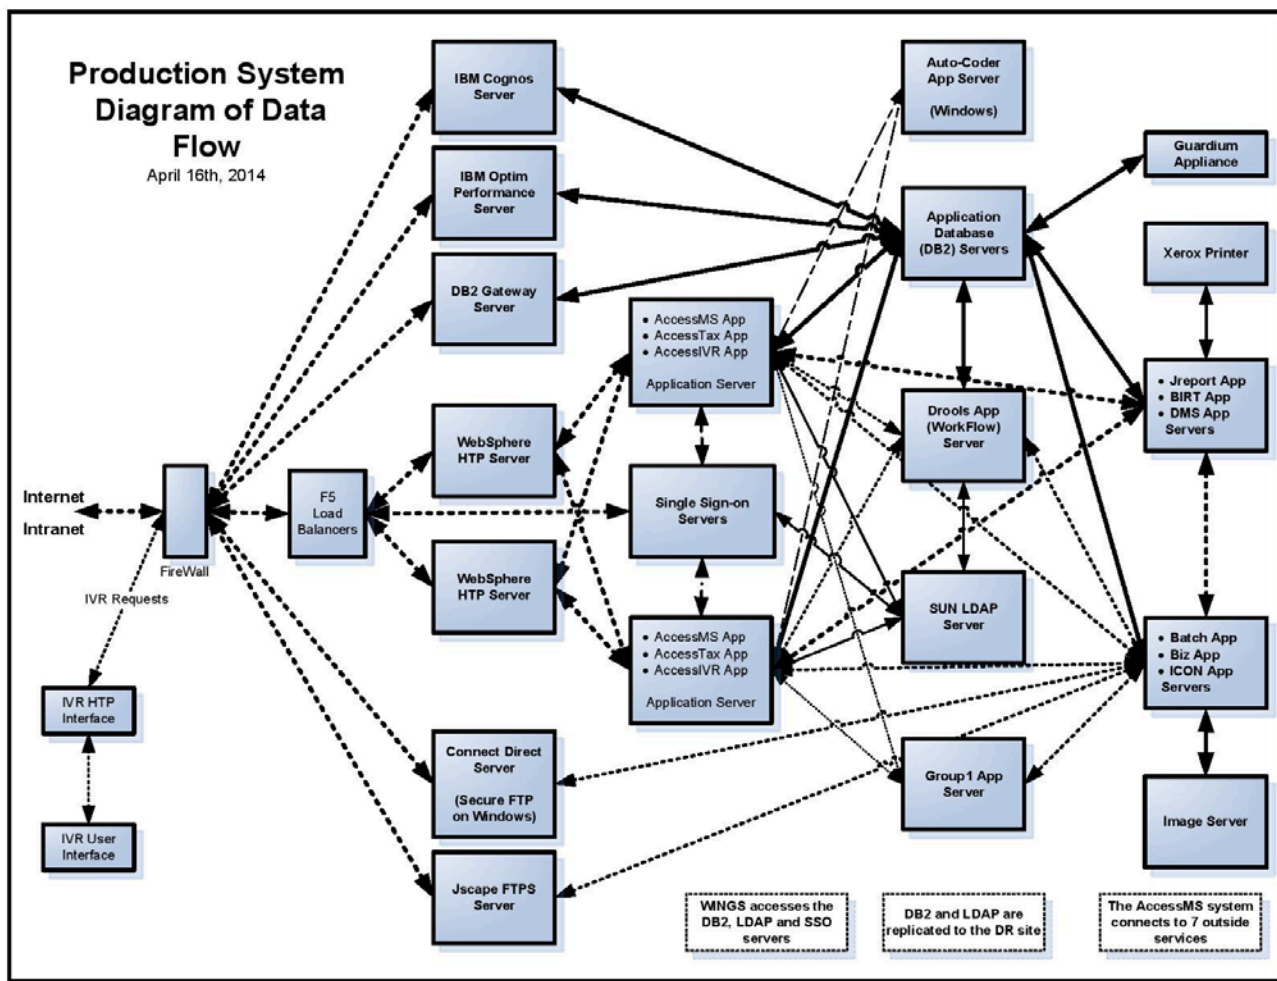 Production System
Diagram of Data
Flow
April 16th, 2014
IBM Cognos
Server
IBM Optim
Performance
Server
DB2 Gateway
Server
Auto-Coder
App Server
(Windows)
Guardium
Appliance
Application
Database
(DB2) Servers
Xerox Printer
• AccessMS App
• AccessTax App
• AccessIVR App
Application Server
• Jreport App
• BIRT App
• DMS App
Servers
Drools App
(WorkFlow)
Server
WebSphere
HTP Server
Internet
Intranet
FireWall
F5
Load
Balancers
Single Sign-on
Servers
WebSphere
HTP Server
IVR Requests
SUN LDAP
Server
• AccessMS App
• AccessTax App
• AccessIVR App
Application Server
• Batch App
• Biz App
• ICON App
Servers
IVR HTP
Interface
Connect Direct
Server
(Secure FTP
on Windows)
Group1 App
Server
IVR User
Interface
Image Server
Jscape FTPS
Server
WINGS accesses the
DB2, LDAP and SSO
servers
DB2 and LDAP are
replicated to the DR site
The AccessMS system
connects to 7 outside
services